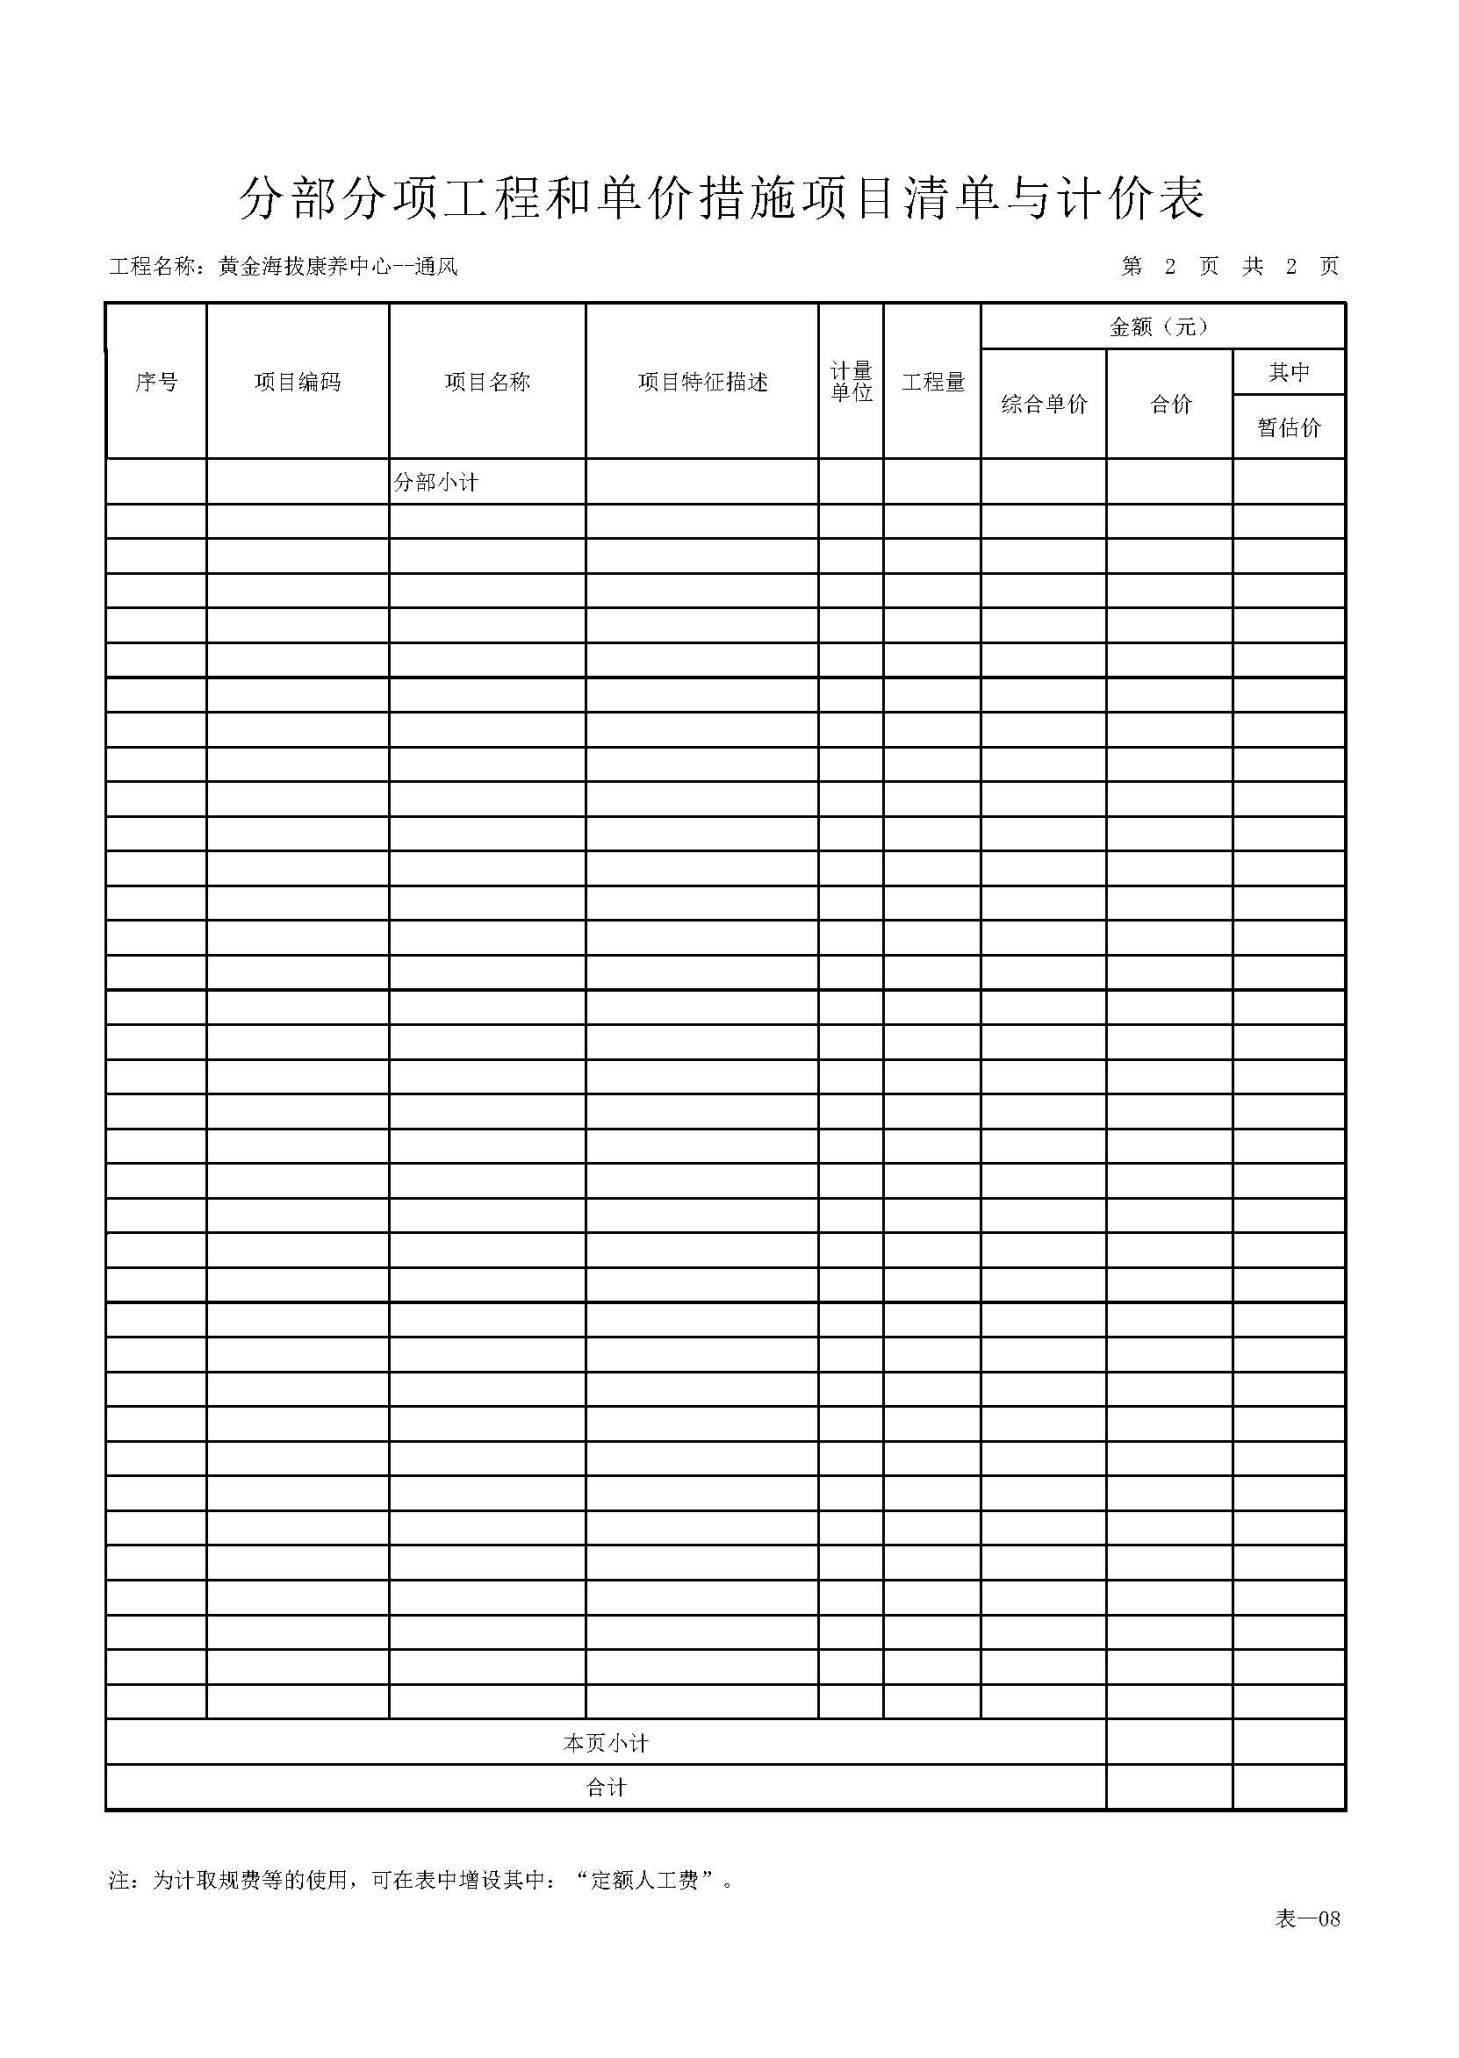 分部分项工程和单价措施项目清单与计价表
工程名称：黄金海拔康养中心--通风 第 2 页 共 2 页
序号 项目编码 项目名称 项目特征描述 计量单位 工程量 金额（元）
综合单价 合价 其中
暂估价
分部小计
本页小计
合计
注：为计取规费等的使用，可在表中增设其中：“定额人工费”。
表—08